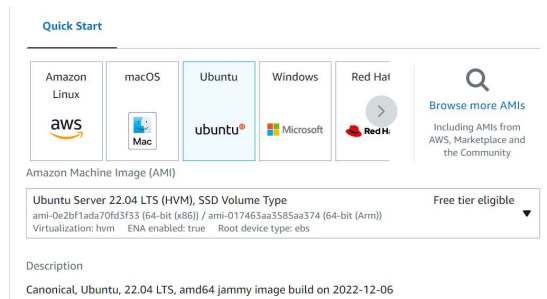 Quick Start
Amazon Linux
aws
macOS
Mac
Ubuntu
ubuntu
Windows
Microsoft
Red Hat
Browse more AMIs
Including AMIs from
AWS, Marketplace and
the Community
Amazon Machine Image (AMI)
Ubuntu Server 22.04 LTS (HVM), SSD Volume Type
Free tier eligible
ami-0e2bf1ada70fd3f33 (64-bit (x86)) / ami-017463aa3585aa374 (64-bit (Arm))
Virtualization: hvm ENA enabled: true Root device type: ebs
Description
Canonical, Ubuntu, 22.04 LTS, amd64 jammy image build on 2022-12-06